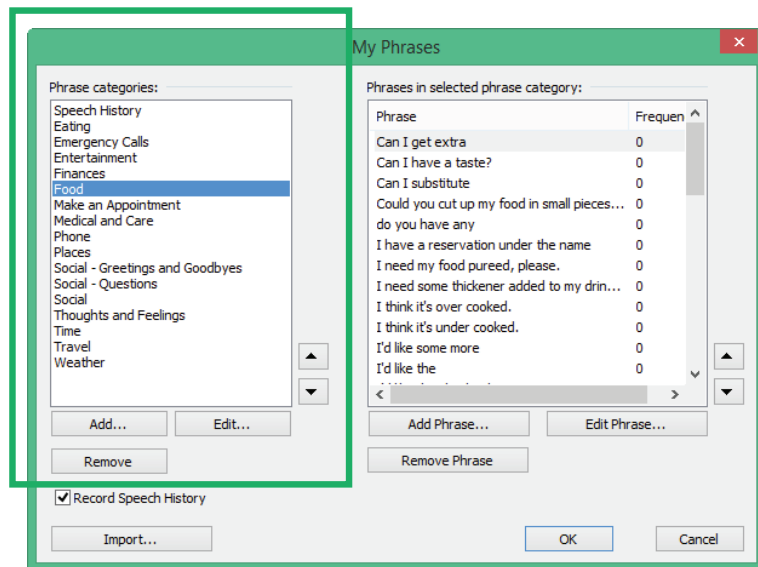 My Phrases
Phrase categories:
Speech History
Eating
Emergency Calls
Entertainment
Finances
Food
Make an Appointment
Medical and Care
Phone
Places
Social - Greetings and Goodbyes
Social - Questions
Social
Thoughts and Feelings
Time
Travel
Weather
Add...
Edit...
Remove
Record Speech History
Import...
Phrases in selected phrase category:
Phrase Frequen
Can I get extra 0
Can I have a taste? 0
Can I substitute 0
Could you cut up my food in small pieces... 0
do you have any 0
I have a reservation under the name 0
I need my food pureed, please. 0
I need some thickener added to my drin... 0
I think it's over cooked. 0
I think it's under cooked. 0
I'd like some more 0
I'd like the 0
Add Phrase...
Edit Phrase...
Remove Phrase
OK
Cancel